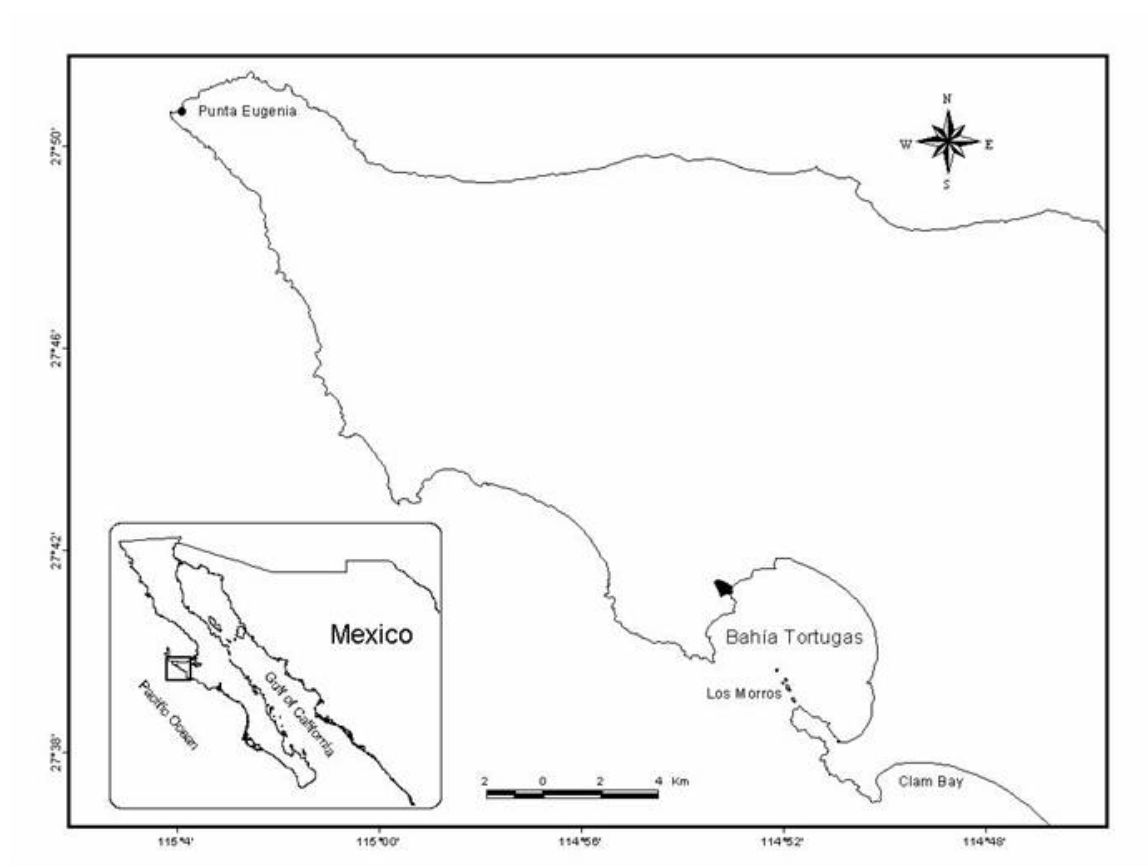 Punta Eugenia
N
W
E
S
27°50'
27°46'
27°42'
27°38'
Mexico
Pacific Ocean
Gulf of California
Bahía Tortugas
Los Morros
Clam Bay
2 0 2 4 Km
115°4' 115°00' 114°56' 114°52' 114°48'